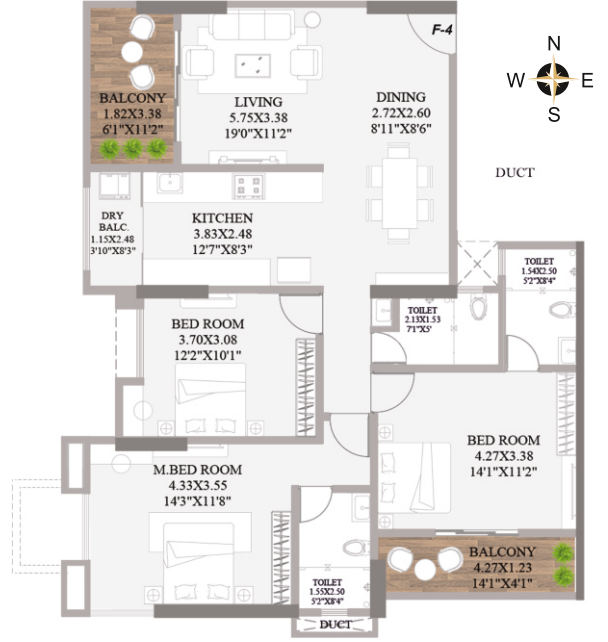 F-4
N
W E
S
BALCONY
1.82X3.38
6'1"X11'2"
LIVING
5.75X3.38
19'0"X11'2"
DINING
2.72X2.60
8'11"X8'6"
DUCT
DRY
BALC.
1.15X2.48
3'10"X8'3"
KITCHEN
3.83X2.48
12'7"X8'3"
TOILET
1.54X2.50
5'2"X8'4"
TOILET
2.13X1.53
7'1"X5'
BED ROOM
3.70X3.08
12'2"X10'1"
BED ROOM
4.27X3.38
14'1"X11'2"
M.BED ROOM
4.33X3.55
14'3"X11'8"
BALCONY
4.27X1.23
14'1"X4'1"
TOILET
1.55X2.50
5'2"X8'4"
DUCT